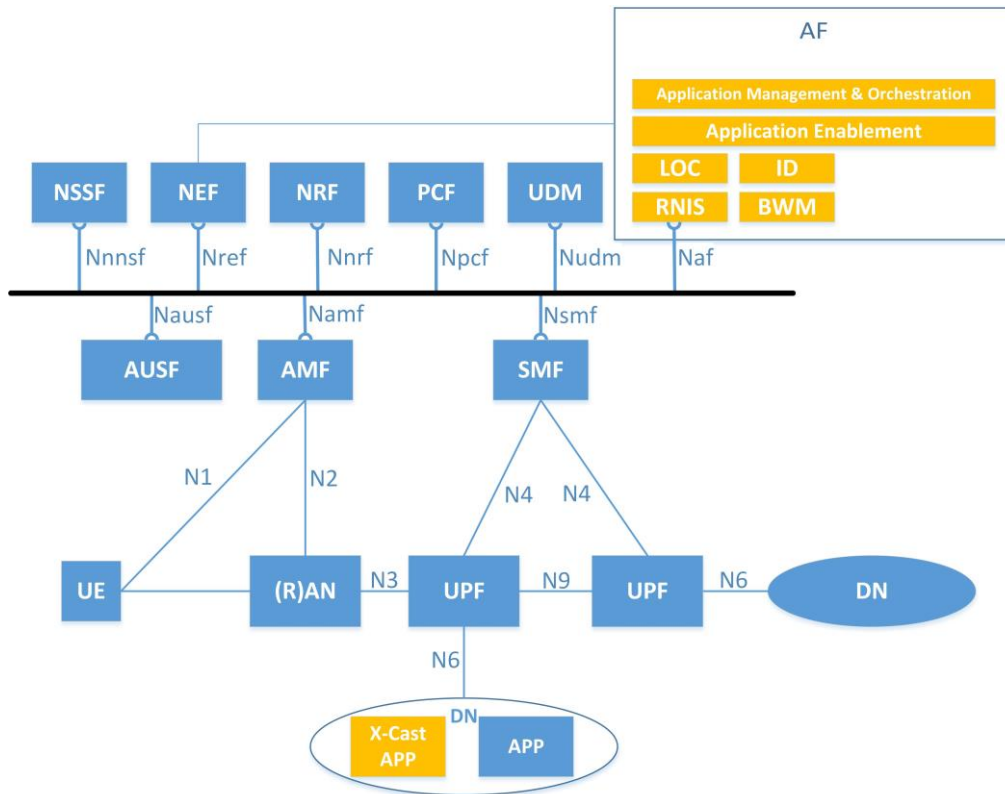 AF
Application Management & Orchestration
Application Enablement
LOC
ID
RNIS
BWM
NSSF
NEF
NRF
PCF
UDM
Nnnsf
Nref
Nnrf
Npcf
Nudm
Naf
Nausf
Namf
Nsmf
AUSF
AMF
SMF
N1
N2
N4
N4
UE
(R)AN
N3
UPF
N9
UPF
N6
DN
N6
DN
X-Cast
APP
APP